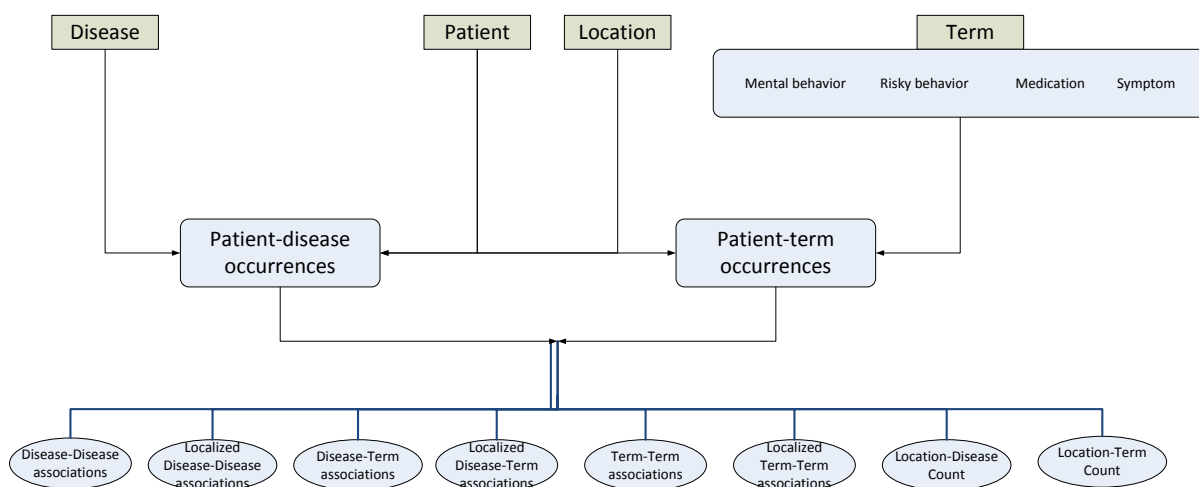 Disease
Patient
Location
Term
Mental behavior
Risky behavior
Medication
Symptom
Patient-disease
occurrences
Patient-term
occurrences
Disease-Disease
associations
Localized
Disease-Disease
associations
Disease-Term
associations
Localized
Disease-Term
associations
Term-Term
associations
Localized
Term-Term
associations
Location-Disease
Count
Location-Term
Count